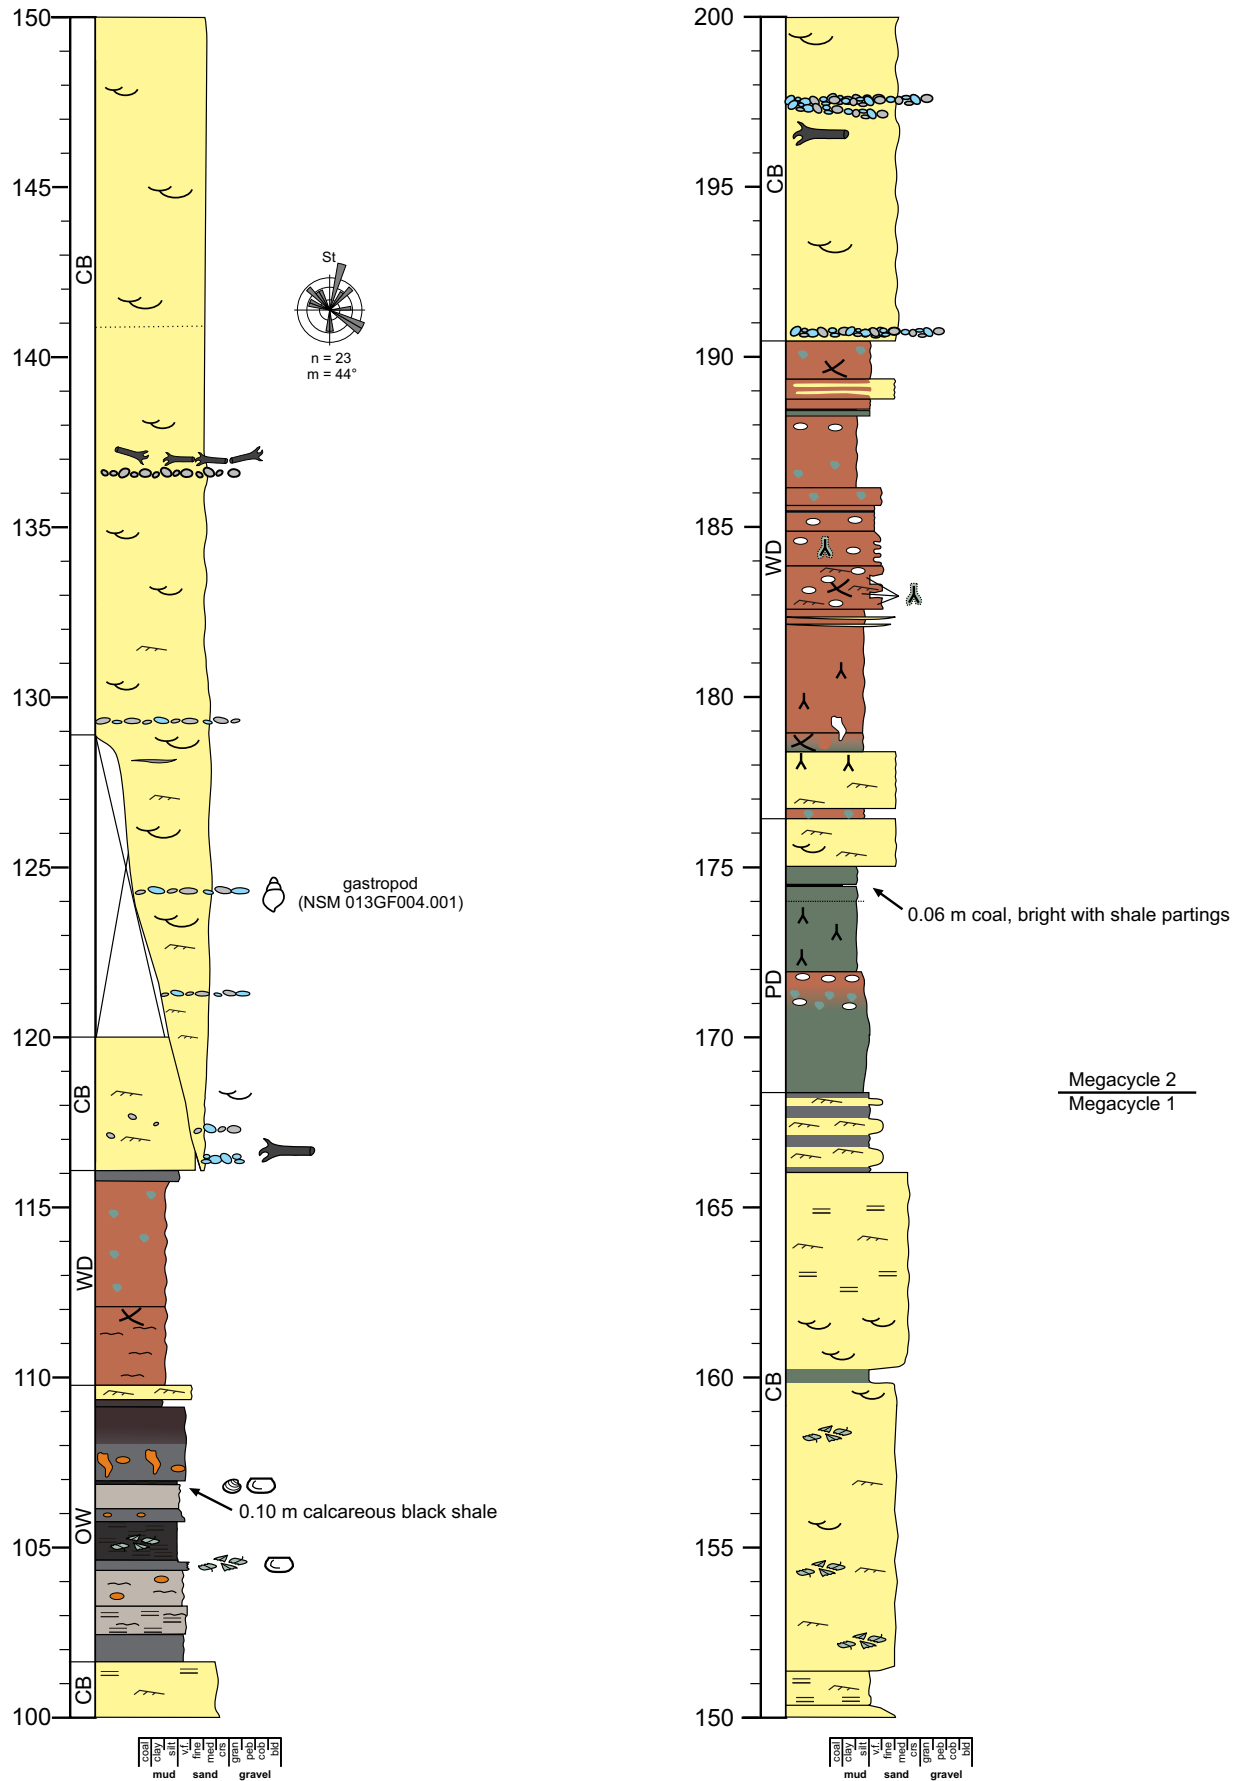 150
145
140
135
130
125
120
115
110
105
100
CB
CB
WD
OW
CB
St
n = 23
m = 44°
gastropod
(NSM 013GF004.001)
0.10 m calcareous black shale
coal
clay
silt
v.f.
fine
med
crs
gran
peb
cob
bld
mud
sand
gravel
200
195
190
185
180
175
170
165
160
155
150
CB
WD
PD
CB
0.06 m coal, bright with shale partings
Megacycle 2
Megacycle 1
coal
clay
silt
v.f.
fine
med
crs
gran
peb
cob
bld
mud
sand
gravel